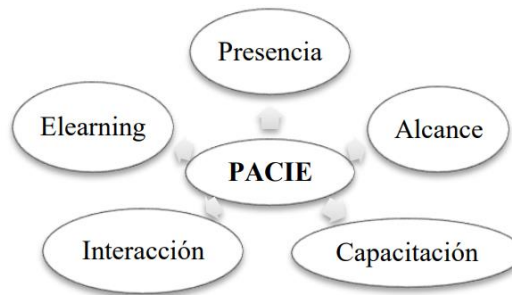 Presencia
Elearning
Alcance
PACIE
Interacción
Capacitación